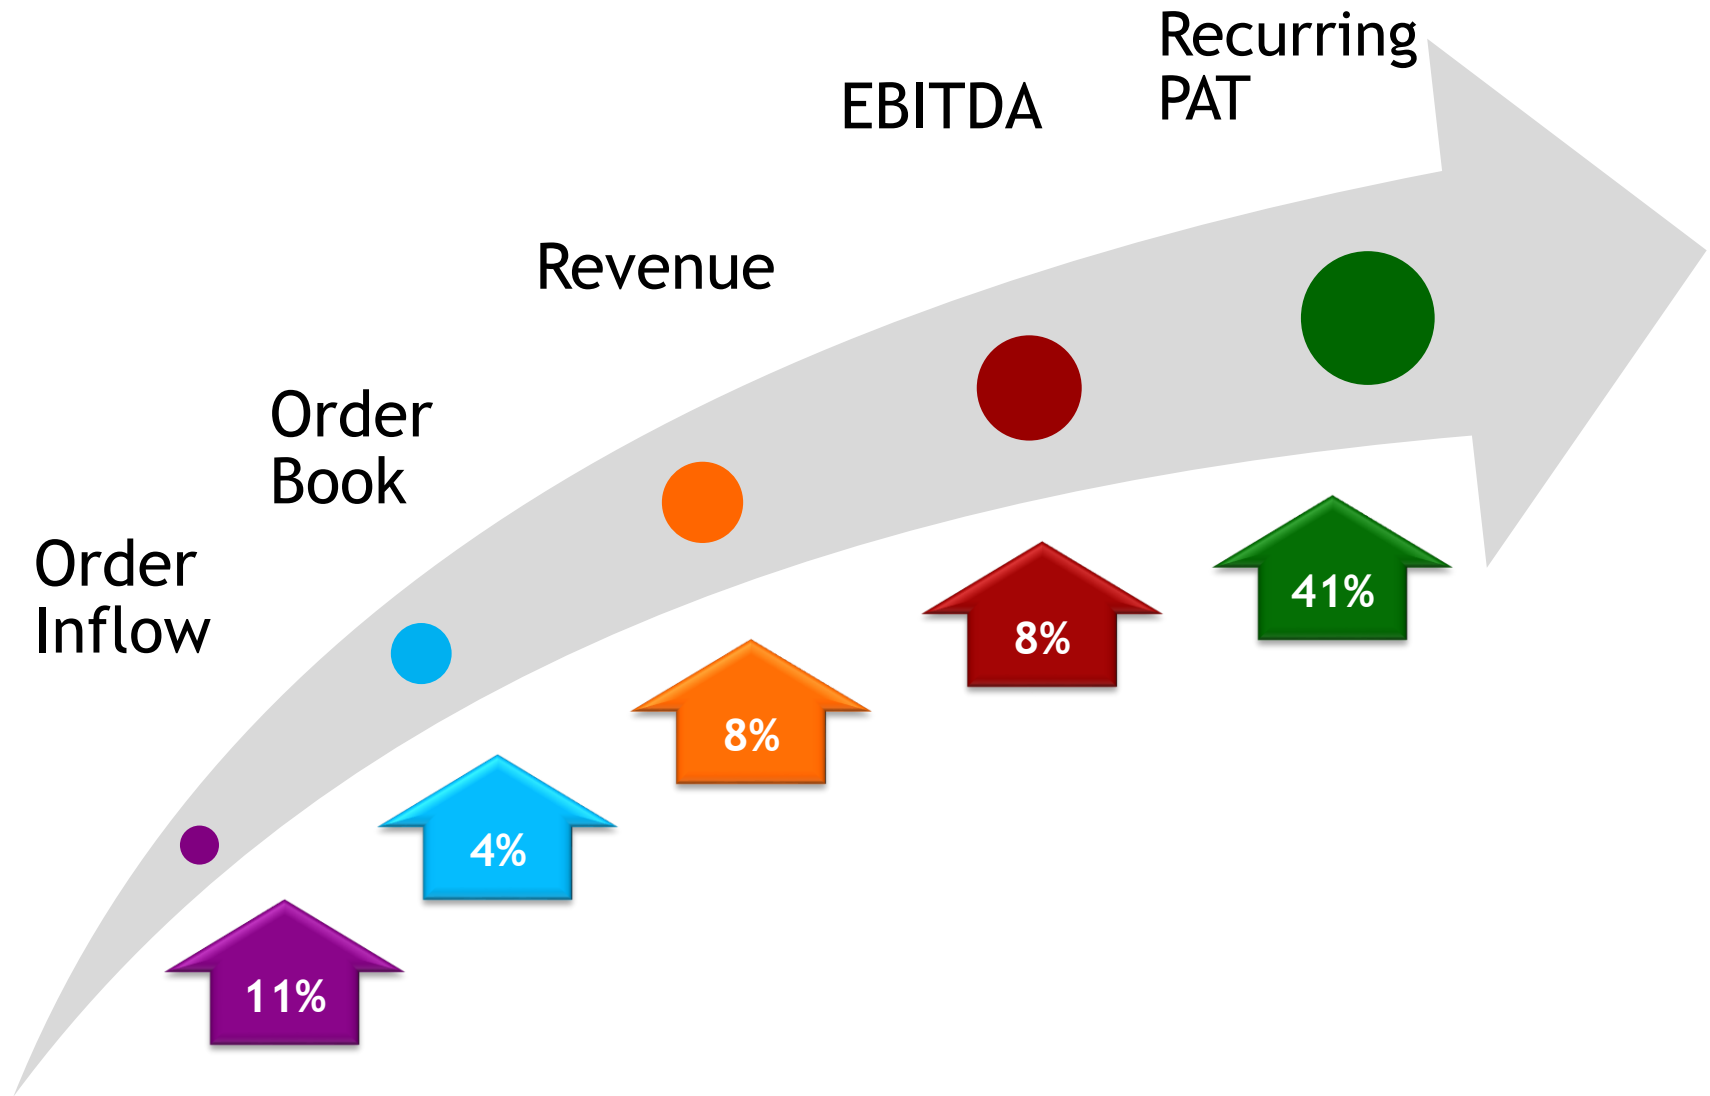 Recurring
PAT
EBITDA
Revenue
Order
Book
Order
Inflow
41%
8%
8%
4%
11%